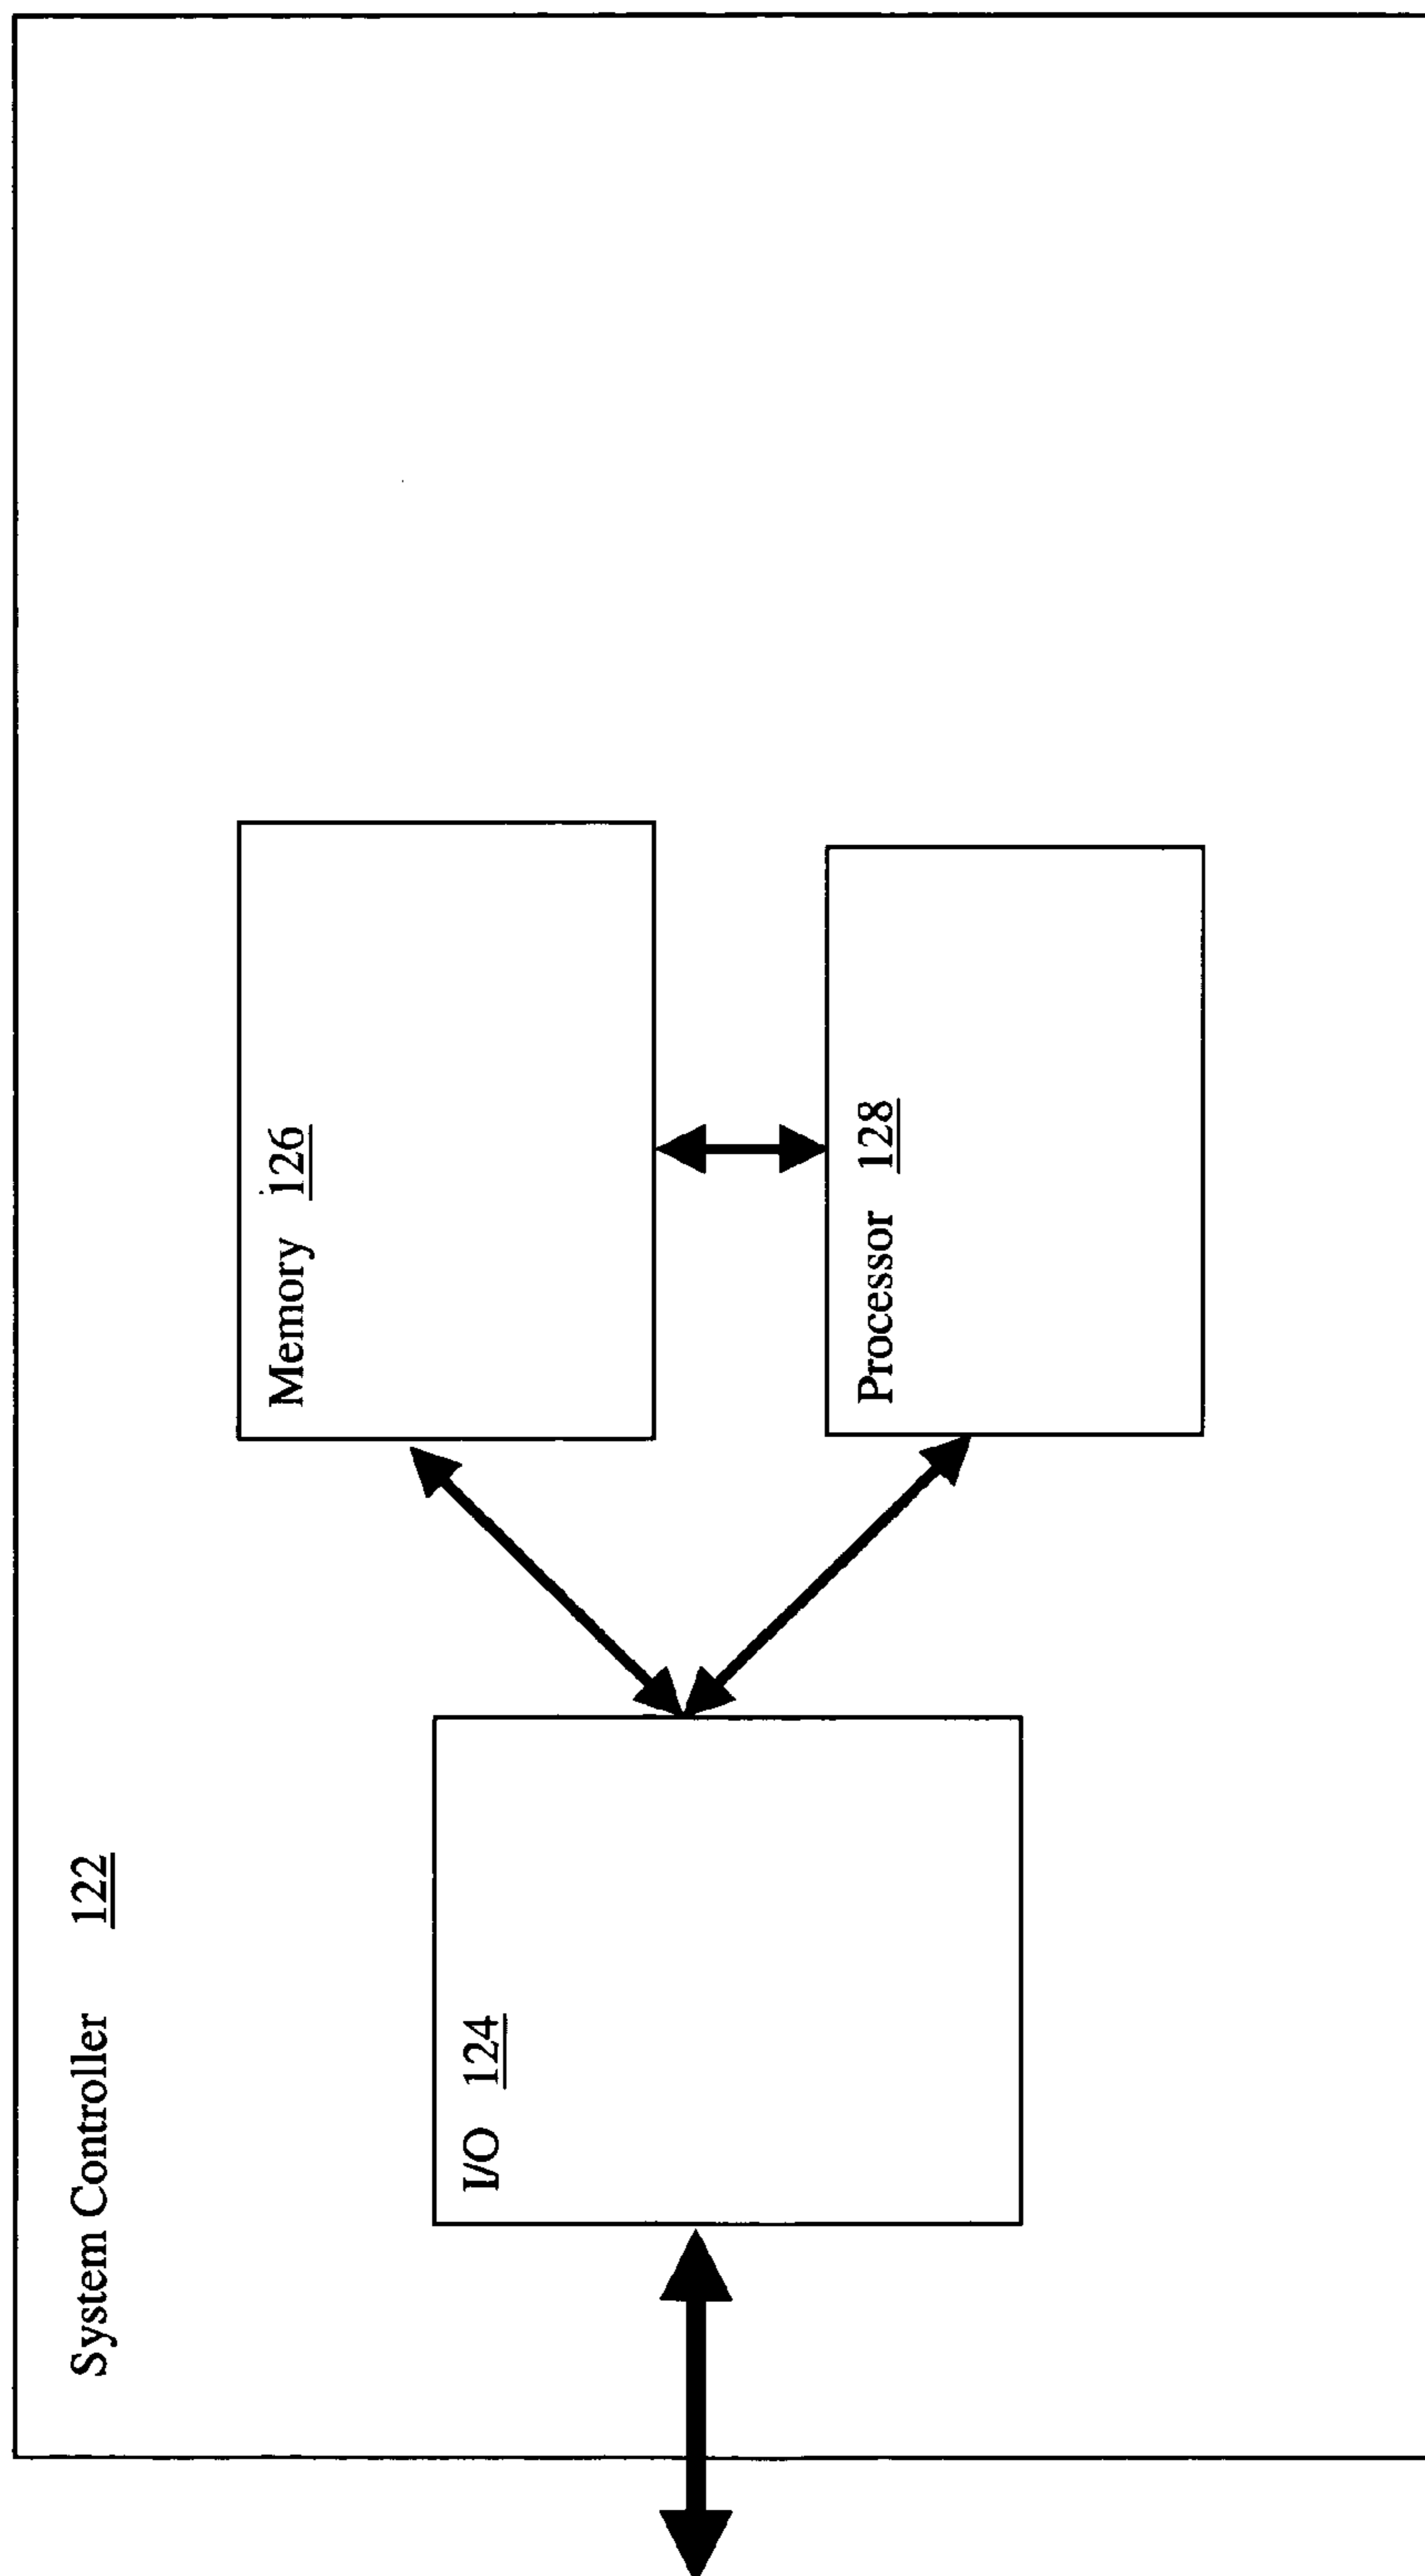 System Controller 122
I/O 124
Memory 126
Processor 128